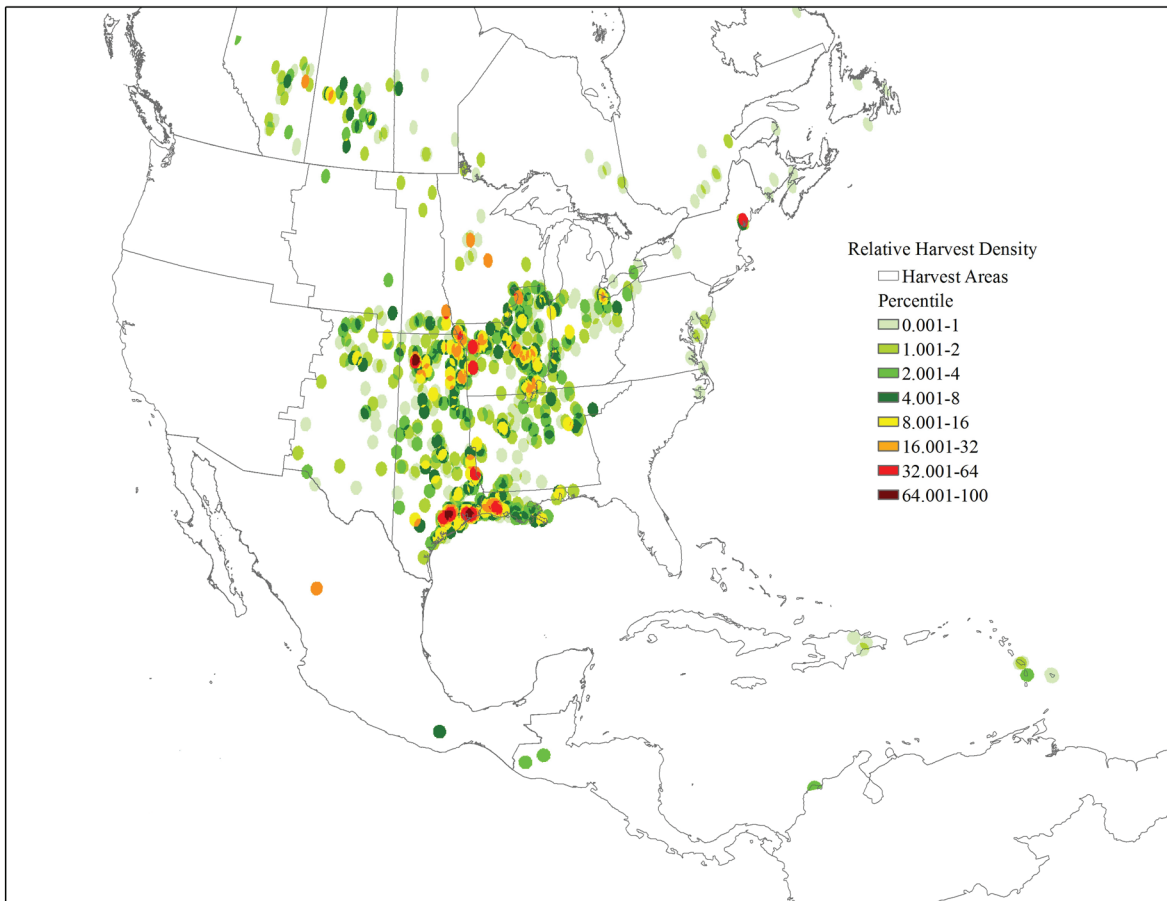 Relative Harvest Density
Harvest Areas
Percentile
0.001-1
1.001-2
2.001-4
4.001-8
8.001-16
16.001-32
32.001-64
64.001-100